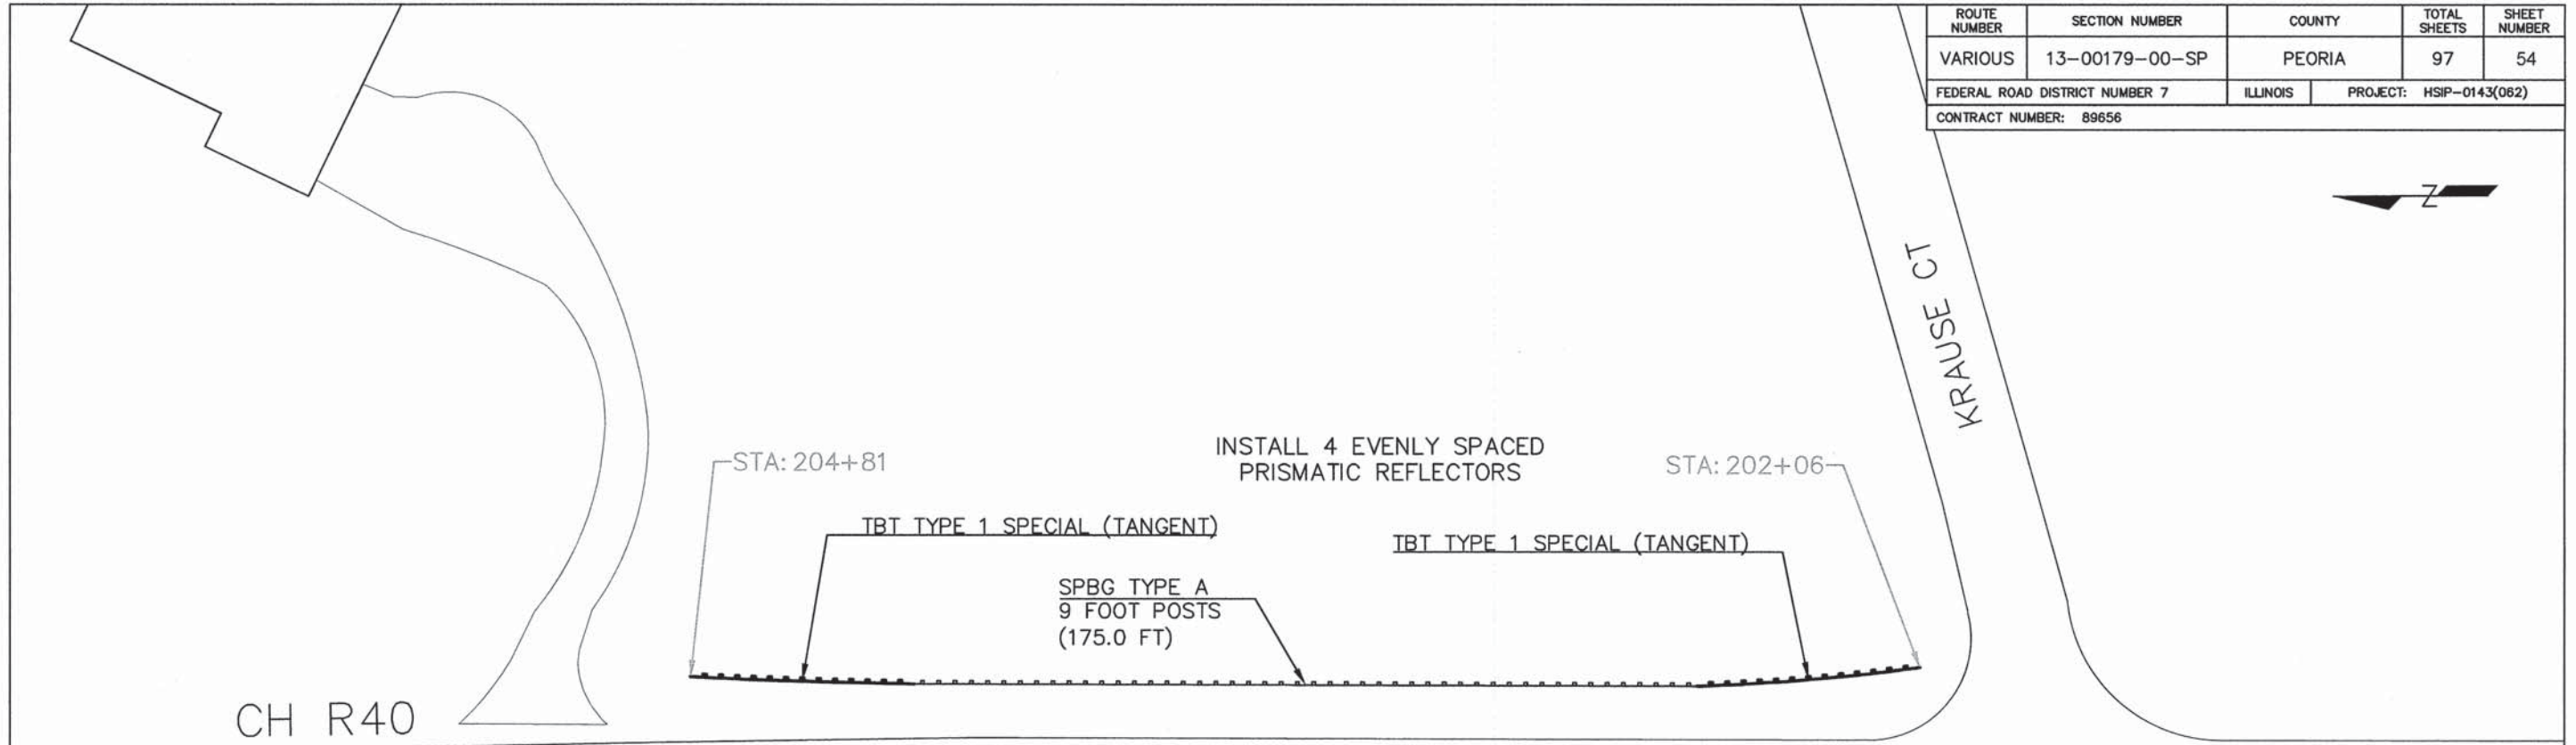 ROUTE NUMBER
SECTION NUMBER
COUNTY
TOTAL SHEETS
SHEET NUMBER
VARIOUS
13-00179-00-SP
PEORIA
97
54
FEDERAL ROAD DISTRICT NUMBER 7
ILLINOIS
PROJECT: HSIP-0143(062)
CONTRACT NUMBER: 89656
Z
KRAUSE CT
INSTALL 4 EVENLY SPACED
PRISMATIC REFLECTORS
STA: 204+81
STA: 202+06
TBT TYPE 1 SPECIAL (TANGENT)
TBT TYPE 1 SPECIAL (TANGENT)
SPBG TYPE A
9 FOOT POSTS
(175.0 FT)
CH R40